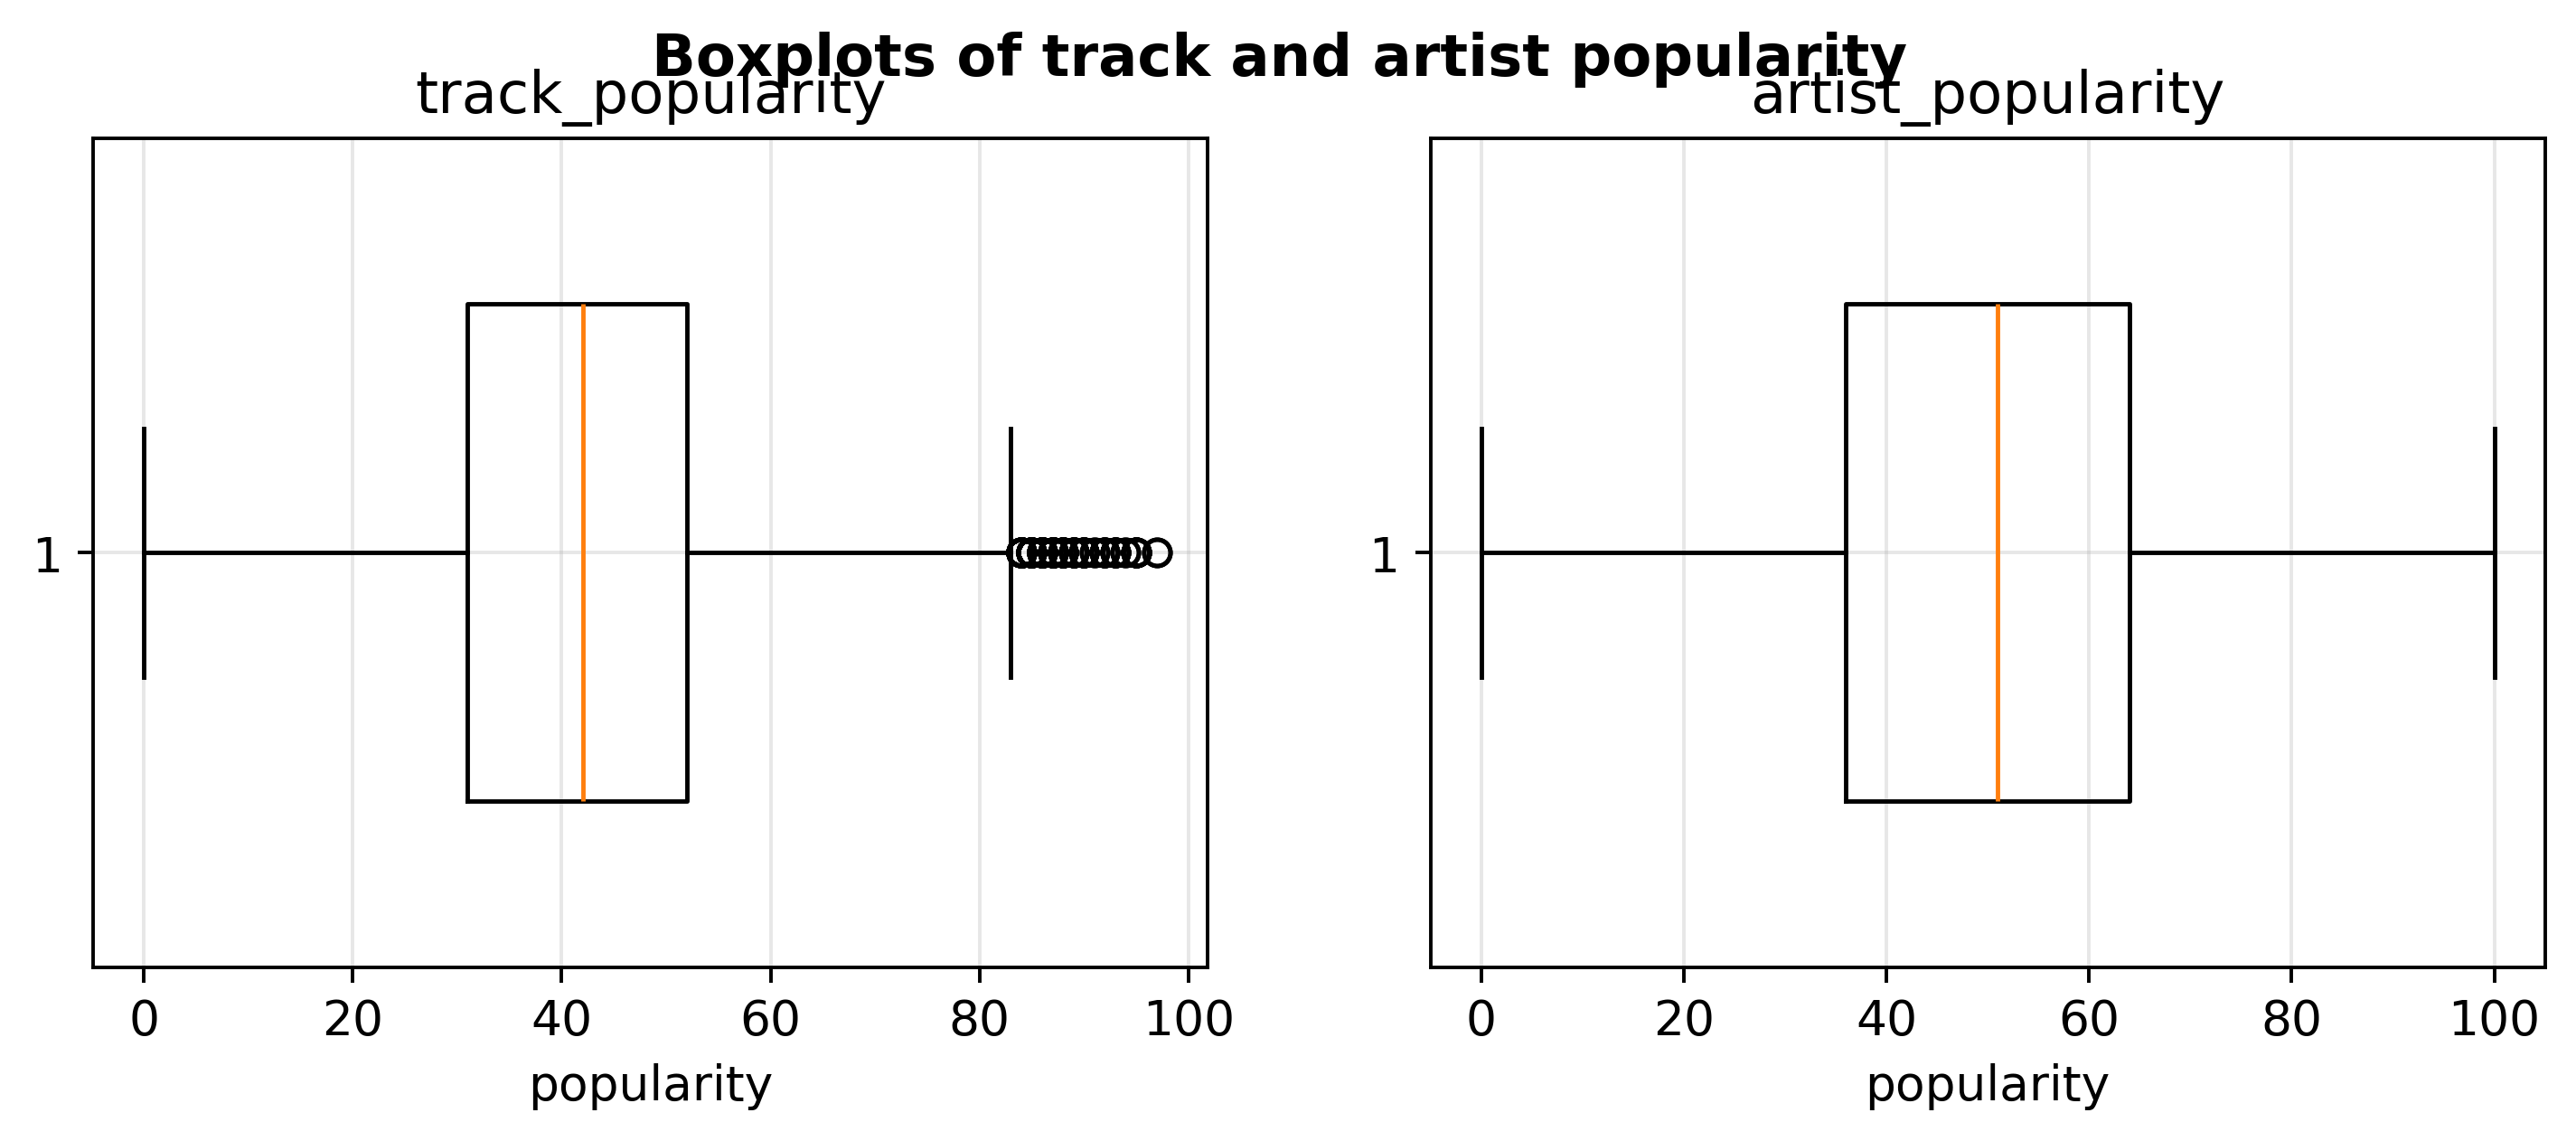 Boxplots of track and artist popularity
track_popularity
1
0 20 40 60 80 100
popularity
artist_popularity
1
0 20 40 60 80 100
popularity